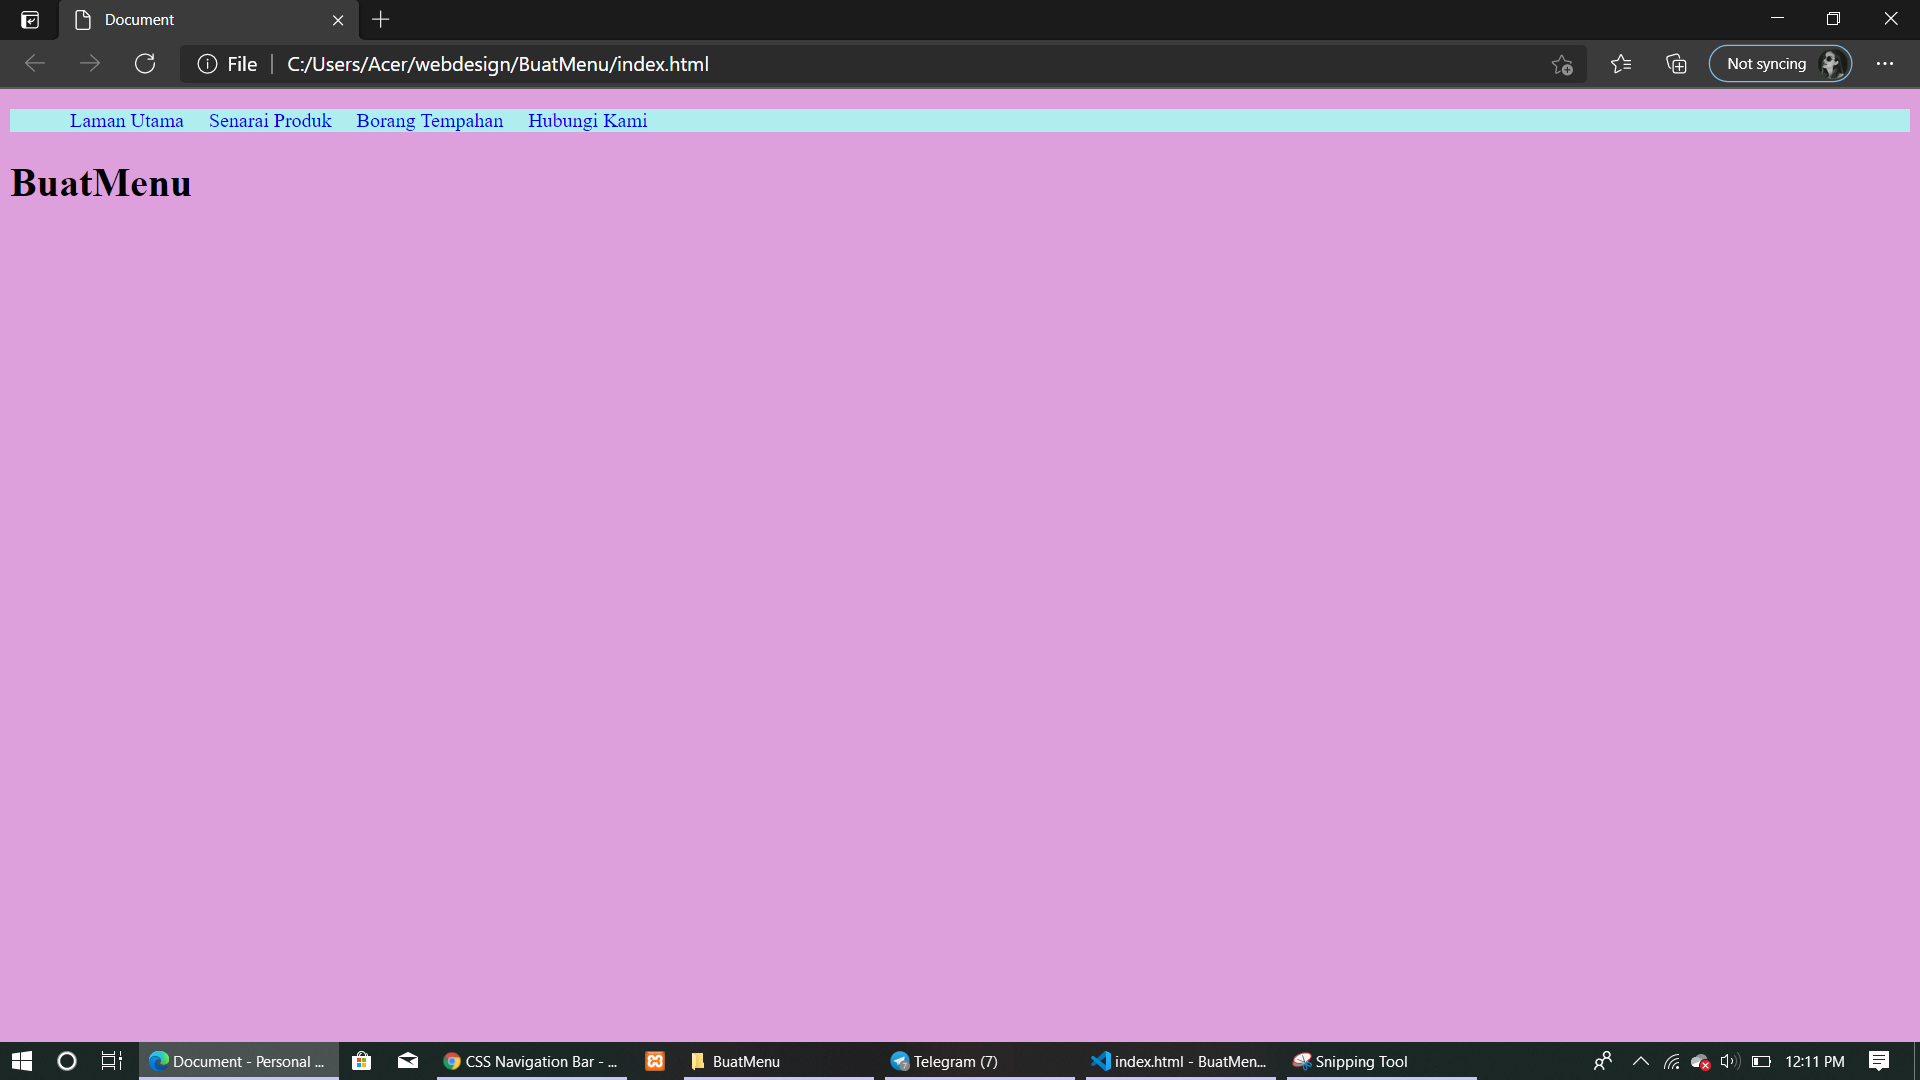 Document
File | C:/Users/Acer/webdesign/BuatMenu/index.html
Not syncing
Laman Utama Senarai Produk Borang Tempahan Hubungi Kami
BuatMenu
Document - Personal ... CSS Navigation Bar - ... BuatMenu Telegram (7) index.html - BuatMen... Snipping Tool 12:11 PM